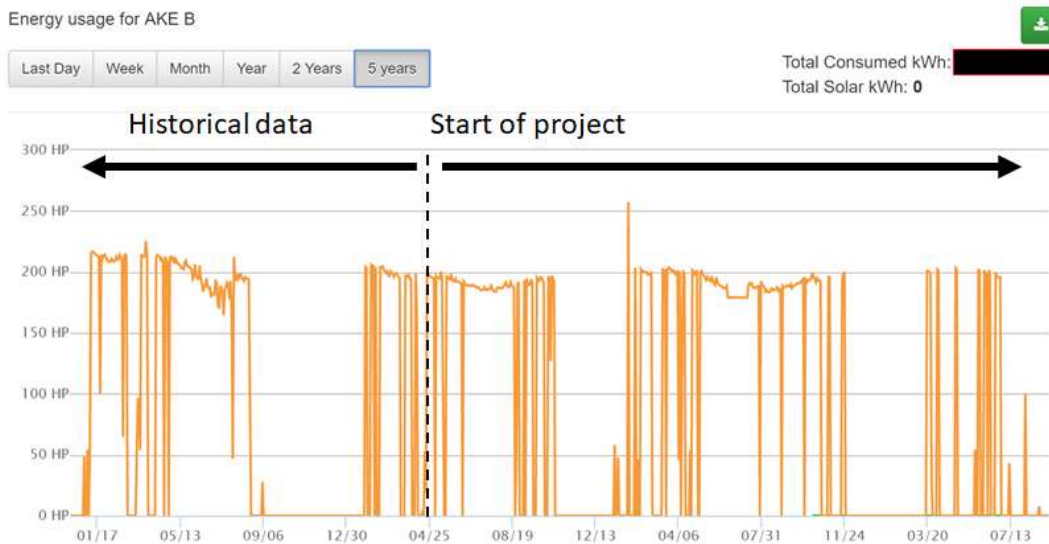 Energy usage for AKE B
Last Day Week Month Year 2 Years 5 years
Total Consumed kWh:
Total Solar kWh: 0
Historical data Start of project
300 HP
250 HP
200 HP
150 HP
100 HP
50 HP
0 HP
01/17 05/13 09/06 12/30 04/25 08/19 12/13 04/06 07/31 11/24 03/20 07/13